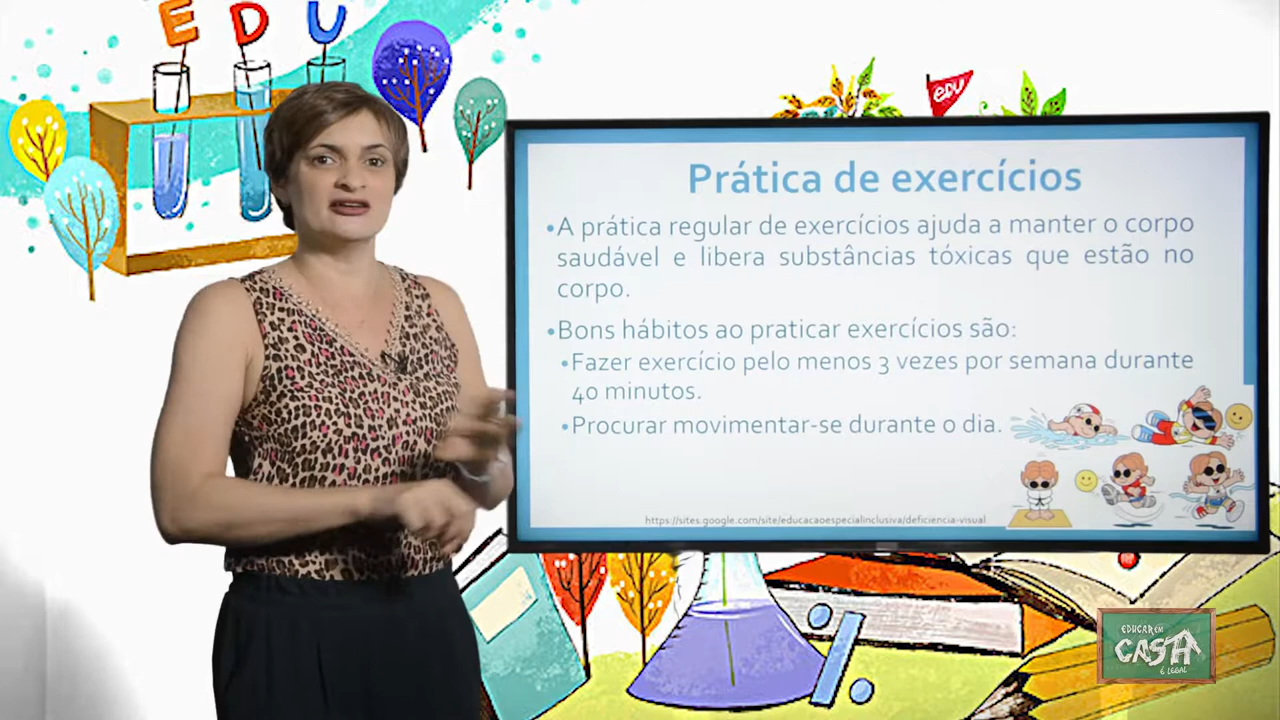 EDU
EDU
Prática de exercícios
•A prática regular de exercícios ajuda a manter o corpo
saudável e libera substâncias tóxicas que estão no
corpo.
•Bons hábitos ao praticar exercícios são:
•Fazer exercício pelo menos 3 vezes por semana durante
40 minutos.
•Procurar movimentar-se durante o dia.
https://sites.google.com/site/educacaoespecialinclusiva/deficiencia-visual
EDUCAR EM
CASA
É LEGAL